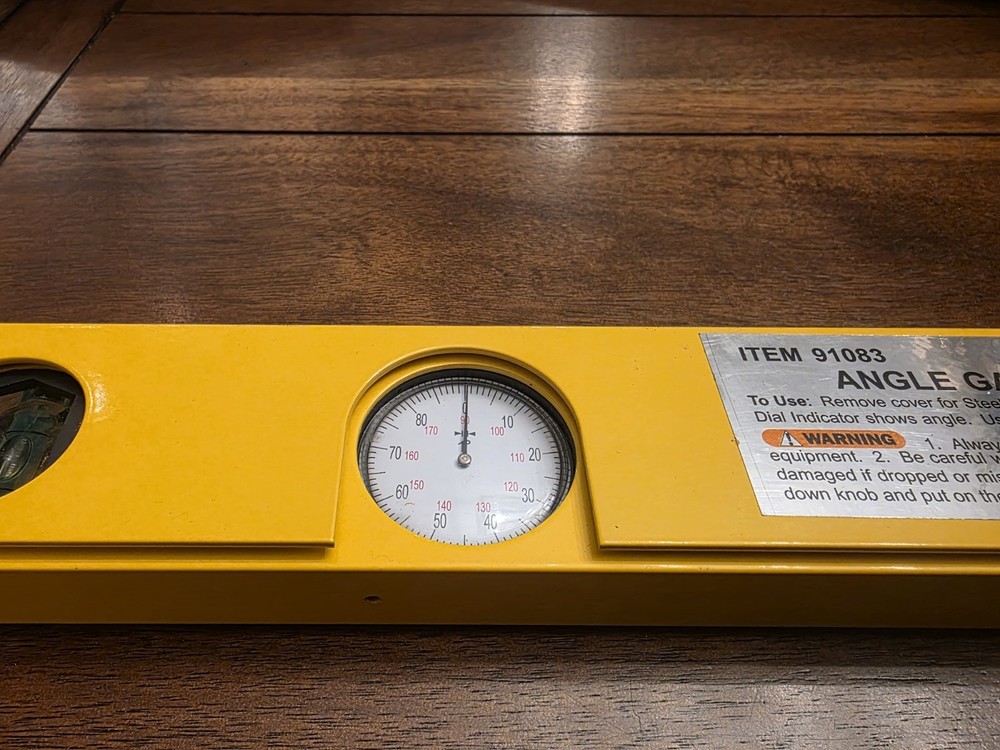 0
90
80
10
170
100
70
160
110
20
60
150
120
30
140
130
50
40
ITEM 91083
ANGLE GA
To Use: Remove cover for Stee
Dial Indicator shows angle. Us
WARNING 1. Alway
equipment. 2. Be careful w
damaged if dropped or mis
down knob and put on the